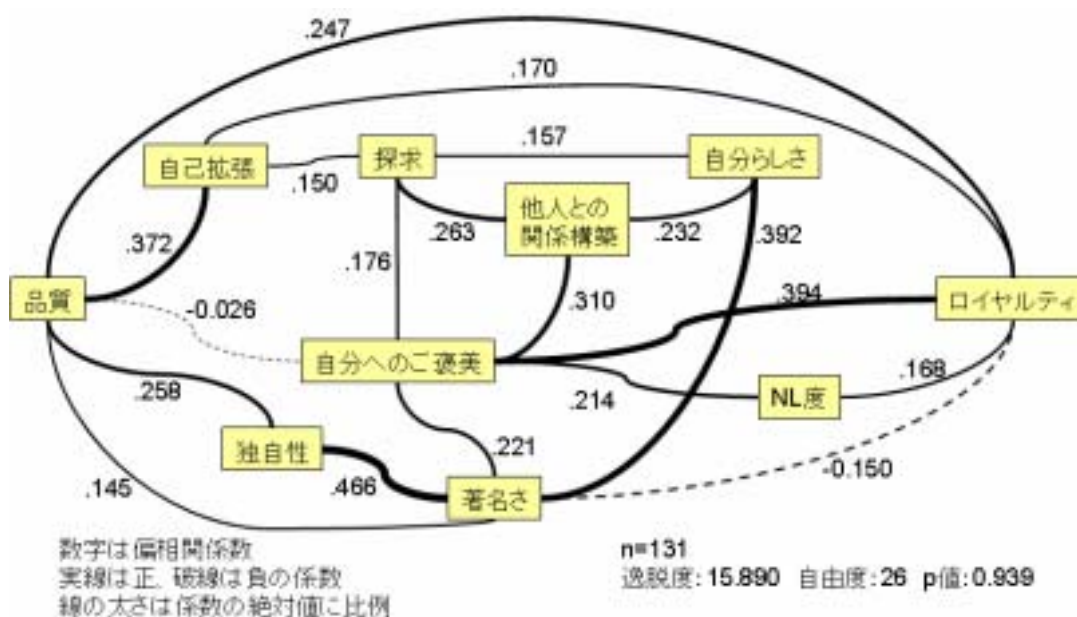 .247
.170
.157
自己拡張
探求
自分らしさ
.150
他人との
関係構築
.263
.232
.392
.372
.176
品質
-0.026
.310
.394
ロイヤルティ
自分へのご褒美
.258
.214
NL度
.168
独自性
.221
.466
-0.150
.145
著名さ
数字は偏相関係数
実線は正、破線は負の係数
線の太さは係数の絶対値に比例
n=131
逸脱度:15.890 自由度:26 p値:0.939